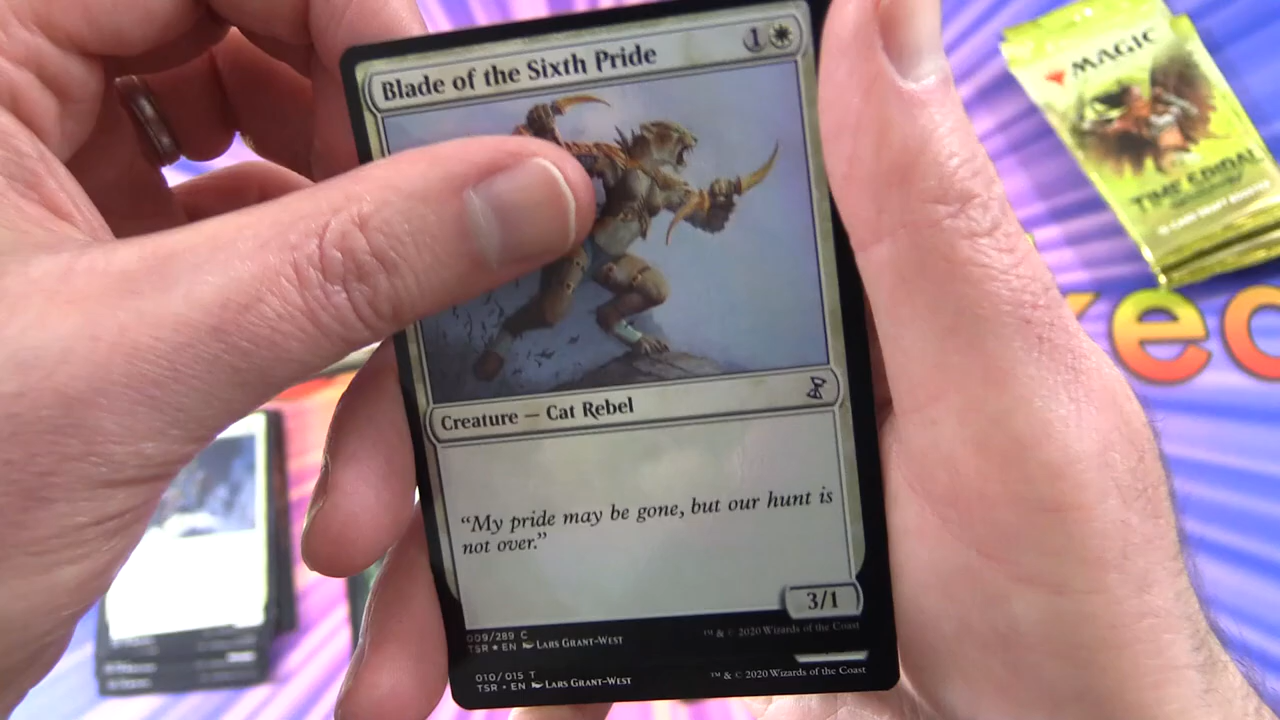 Blade of the Sixth Pride
1
MAGIC
TIME SPIRAL
Creature — Cat Rebel
"My pride may be gone, but our hunt is
not over."
3/1
009/289 C
TSR ★ EN Lars Grant-West
™ & © 2020 Wizards of the Coast
010/015 T
TSR • EN Lars Grant-West
™ & © 2020 Wizards of the Coast
xed